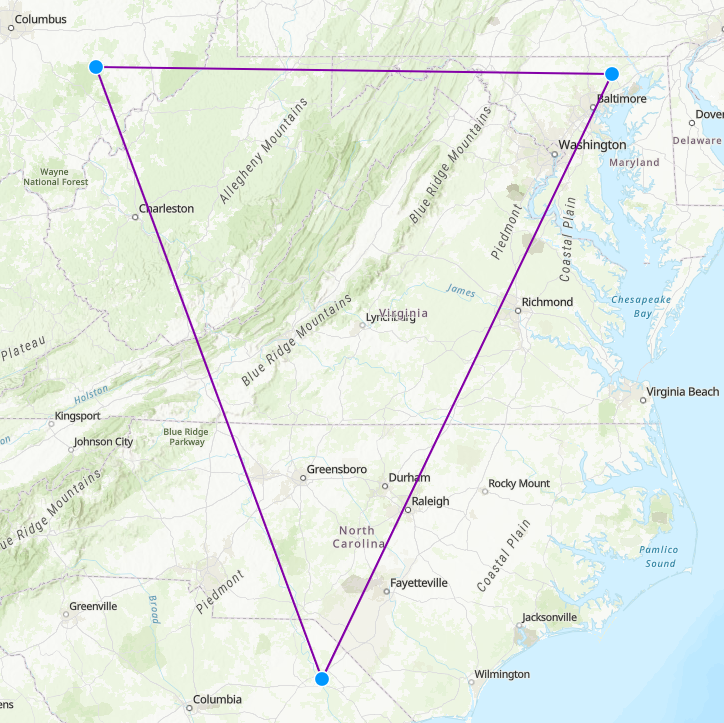 Columbus
Baltimore
Dover
Washington
Delaware
Maryland
Allegheny Mountains
Blue Ridge Mountains
Wayne
National Forest
Charleston
Piedmont
Coastal Plain
James
Chesapeake
Bay
Richmond
Virginia
Lynchburg
Blue Ridge Mountains
Plateau
Holston
Virginia Beach
Kingsport
Johnson City
Blue Ridge
Parkway
Greensboro
Durham
Rocky Mount
Raleigh
ue Ridge Mountains
North
Carolina
Coastal Plain
Pamlico
Sound
Piedmont
Fayetteville
Greenville
Broad
Jacksonville
Wilmington
Columbia